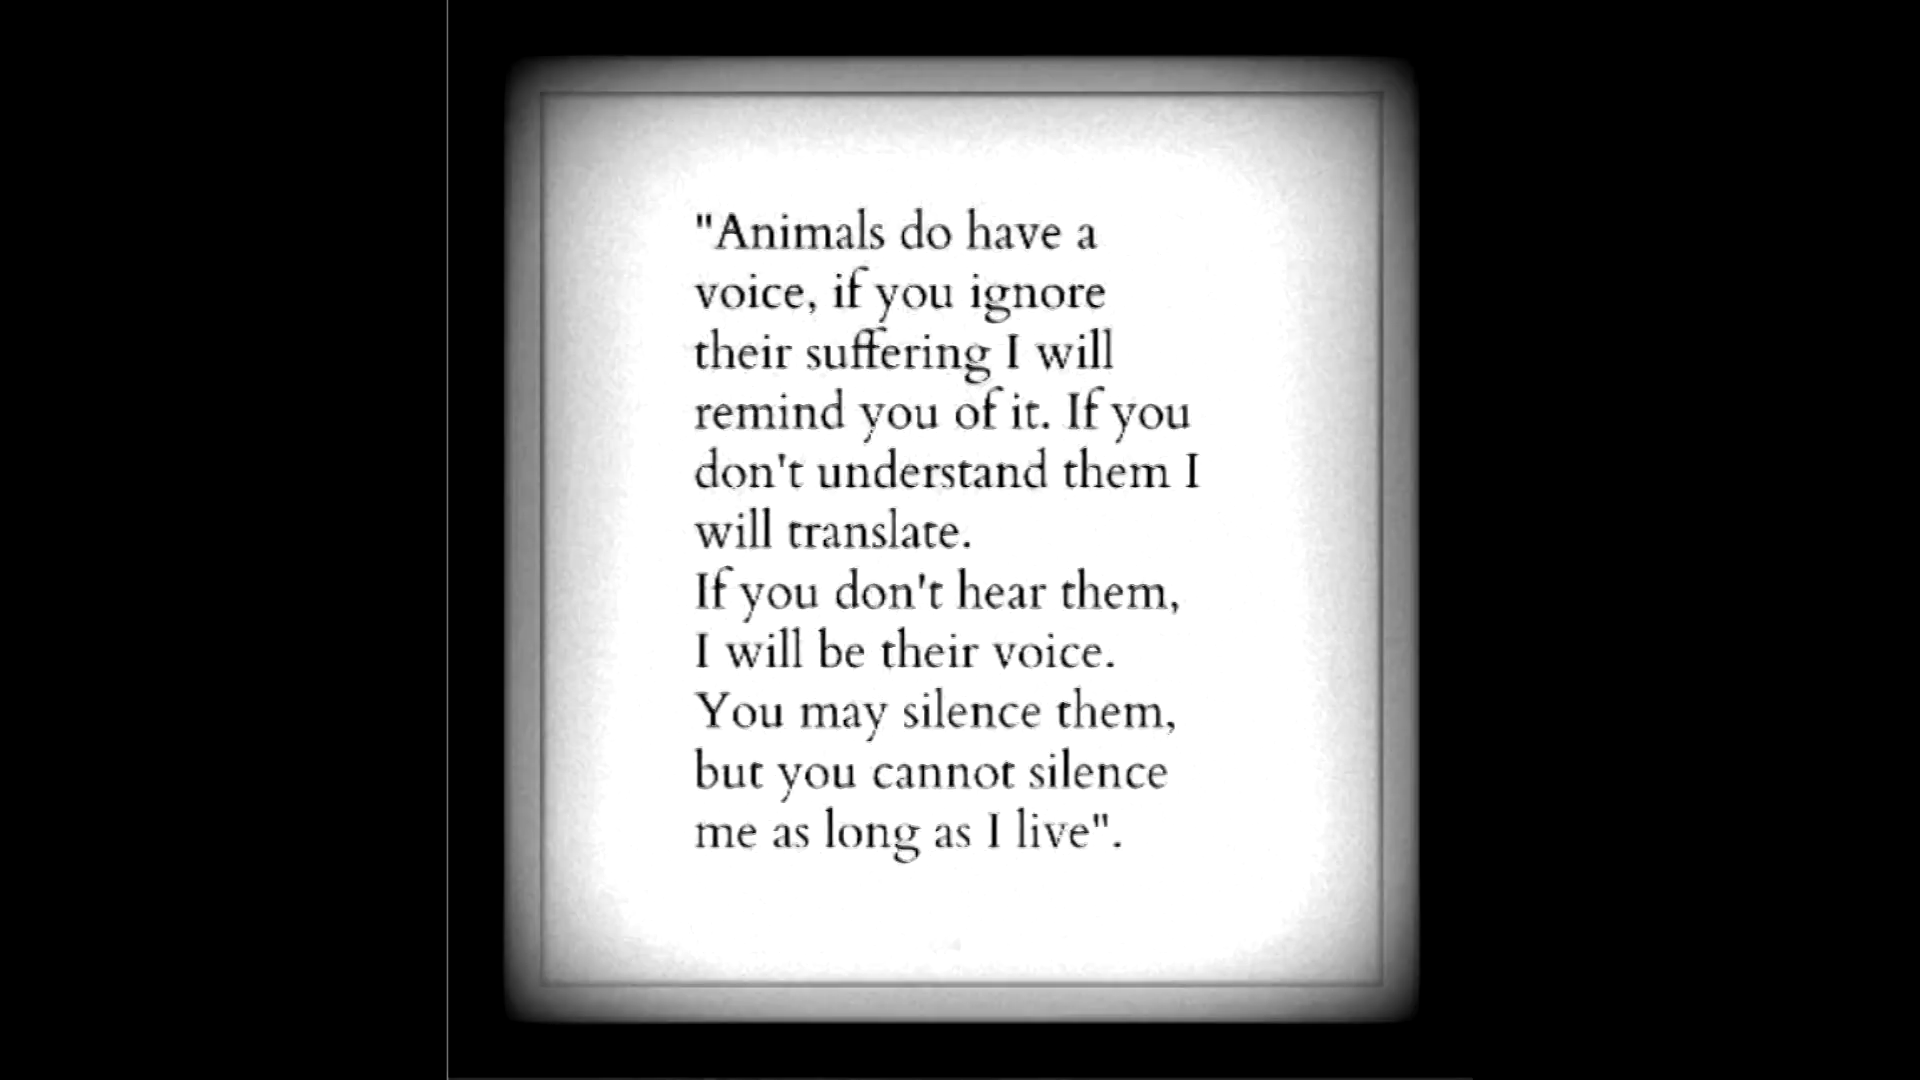 "Animals do have a
voice, if you ignore
their suffering I will
remind you of it. If you
don't understand them I
will translate.
If you don't hear them,
I will be their voice.
You may silence them,
but you cannot silence
me as long as I live".